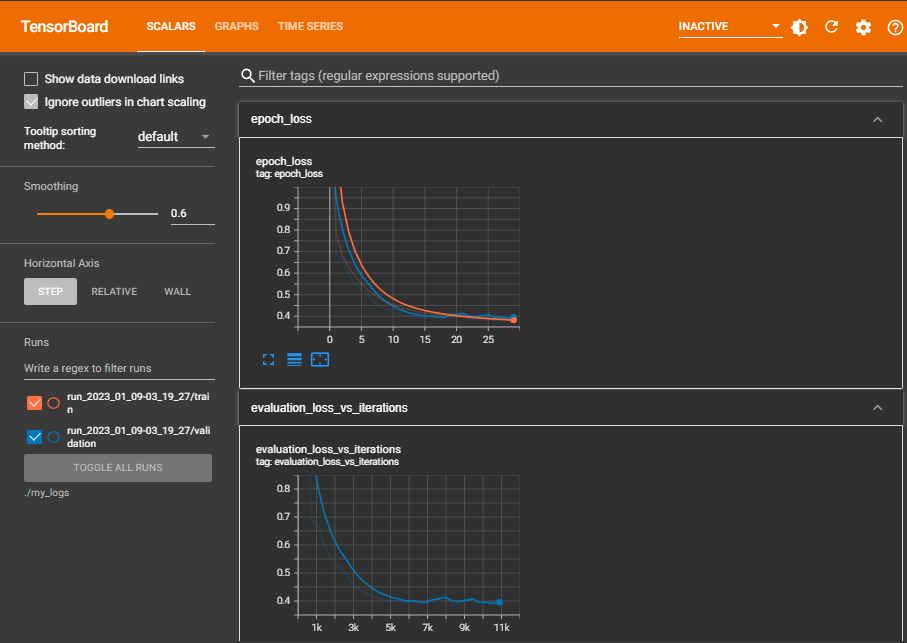 TensorBoard SCALARS GRAPHS TIME SERIES INACTIVE
Show data download links
Ignore outliers in chart scaling
Tooltip sorting
method:
default
Smoothing
0.6
Horizontal Axis
STEP RELATIVE WALL
Runs
Write a regex to filter runs
run_2023_01_09-03_19_27/trai
n
run_2023_01_09-03_19_27/vali
dation
TOGGLE ALL RUNS
./my_logs
Filter tags (regular expressions supported)
epoch_loss
epoch_loss
tag: epoch_loss
0.9
0.8
0.7
0.6
0.5
0.4
0 5 10 15 20 25
evaluation_loss_vs_iterations
evaluation_loss_vs_iterations
tag: evaluation_loss_vs_iterations
0.8
0.7
0.6
0.5
0.4
1k 3k 5k 7k 9k 11k